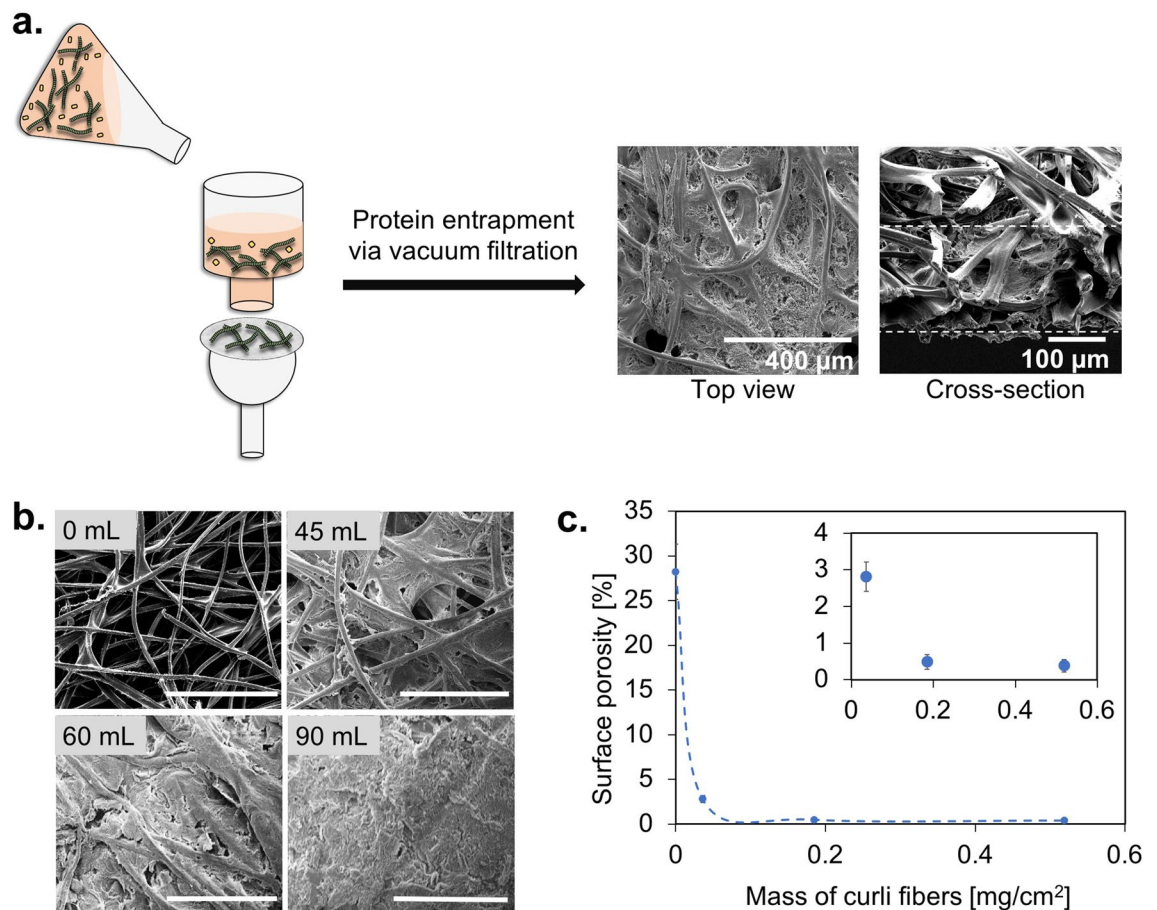 a.
Protein entrapment
via vacuum filtration
400 µm
100 µm
Top view
Cross-section
b.
0 mL
45 mL
60 mL
90 mL
c.
Surface porosity [%]
35
30
25
20
15
10
5
0
0
0.2
0.4
0.6
Mass of curli fibers [mg/cm²]
4
3
2
1
0
0
0.2
0.4
0.6